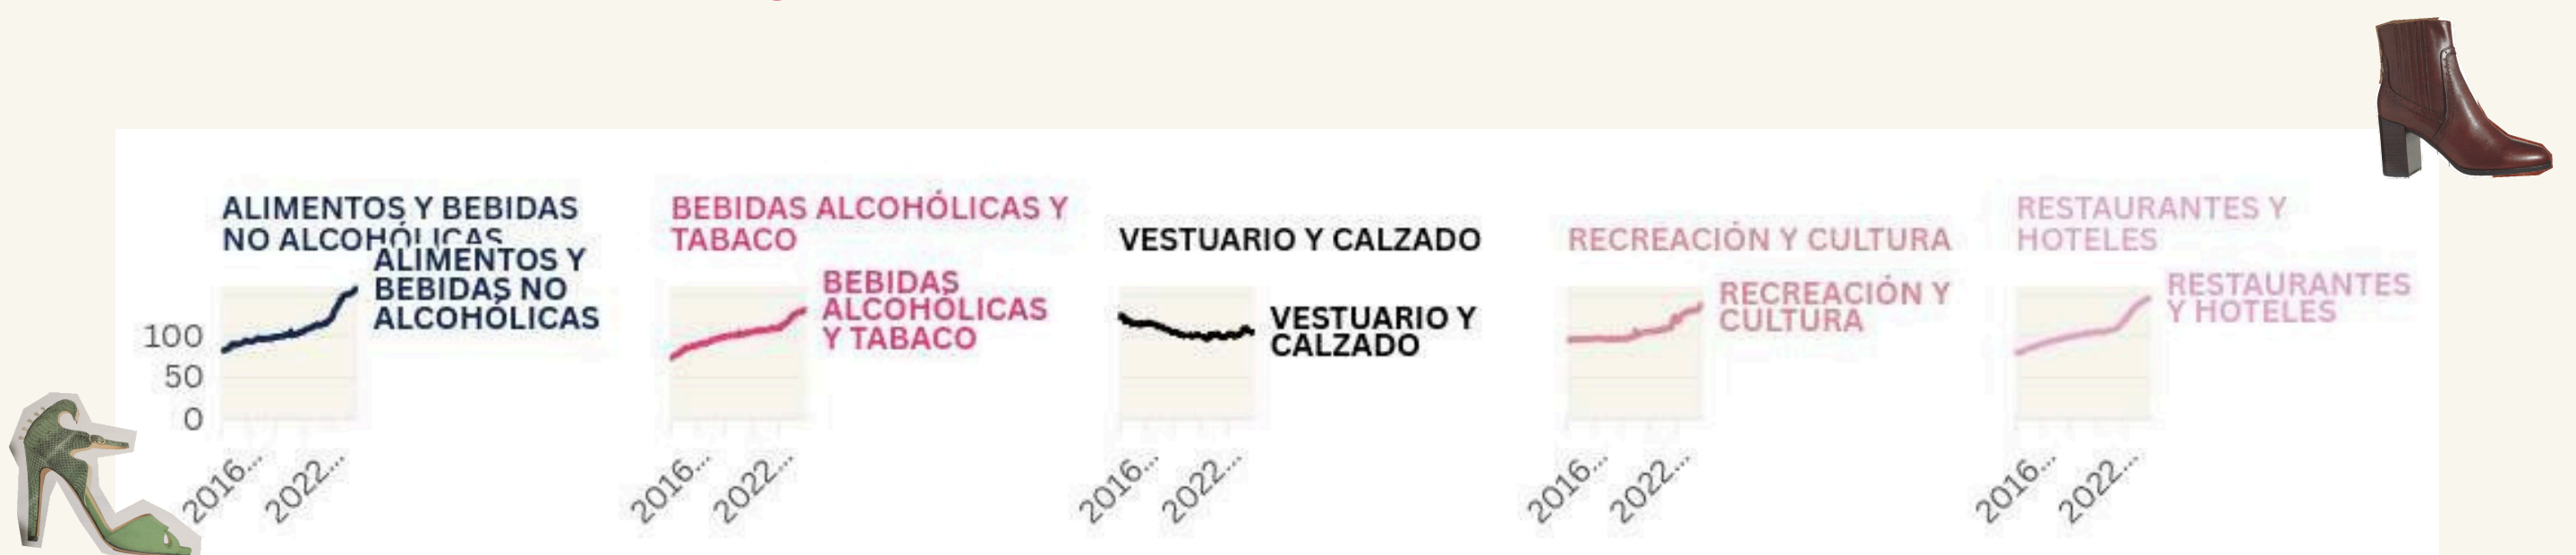 ALIMENTOS Y BEBIDAS
NO ALCOHÓLICAS
ALIMENTOS Y
BEBIDAS NO
ALCOHÓLICAS
100
50
0
2016...
2022...
BEBIDAS ALCOHÓLICAS Y
TABACO
BEBIDAS
ALCOHÓLICAS
Y TABACO
2016...
2022...
VESTUARIO Y CALZADO
VESTUARIO Y
CALZADO
2016...
2022...
RECREACIÓN Y CULTURA
RECREACIÓN Y
CULTURA
2016...
2022...
RESTAURANTES Y
HOTELES
RESTAURANTES
Y HOTELES
2016...
2022...